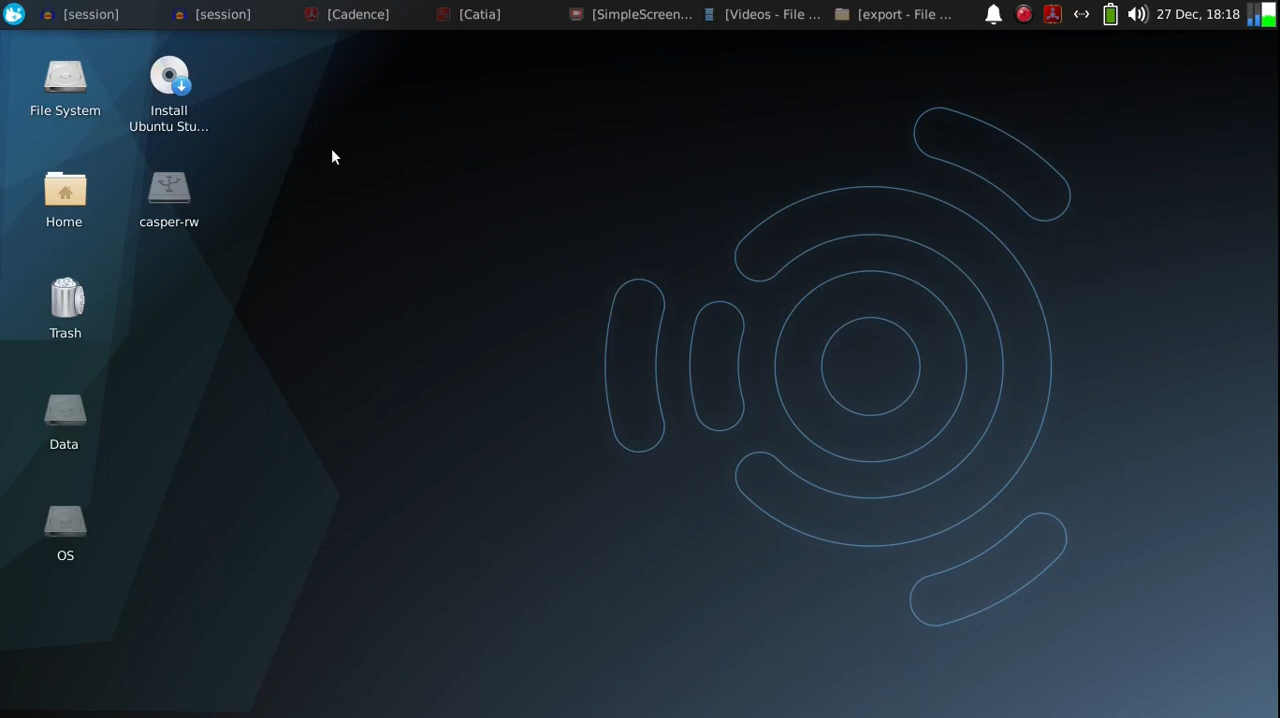 [session]
[session]
[Cadence]
[Catia]
[SimpleScreen...
[Videos - File ...
[export - File ...
27 Dec, 18:18
File System
Install
Ubuntu Stu...
Home
casper-rw
Trash
Data
OS